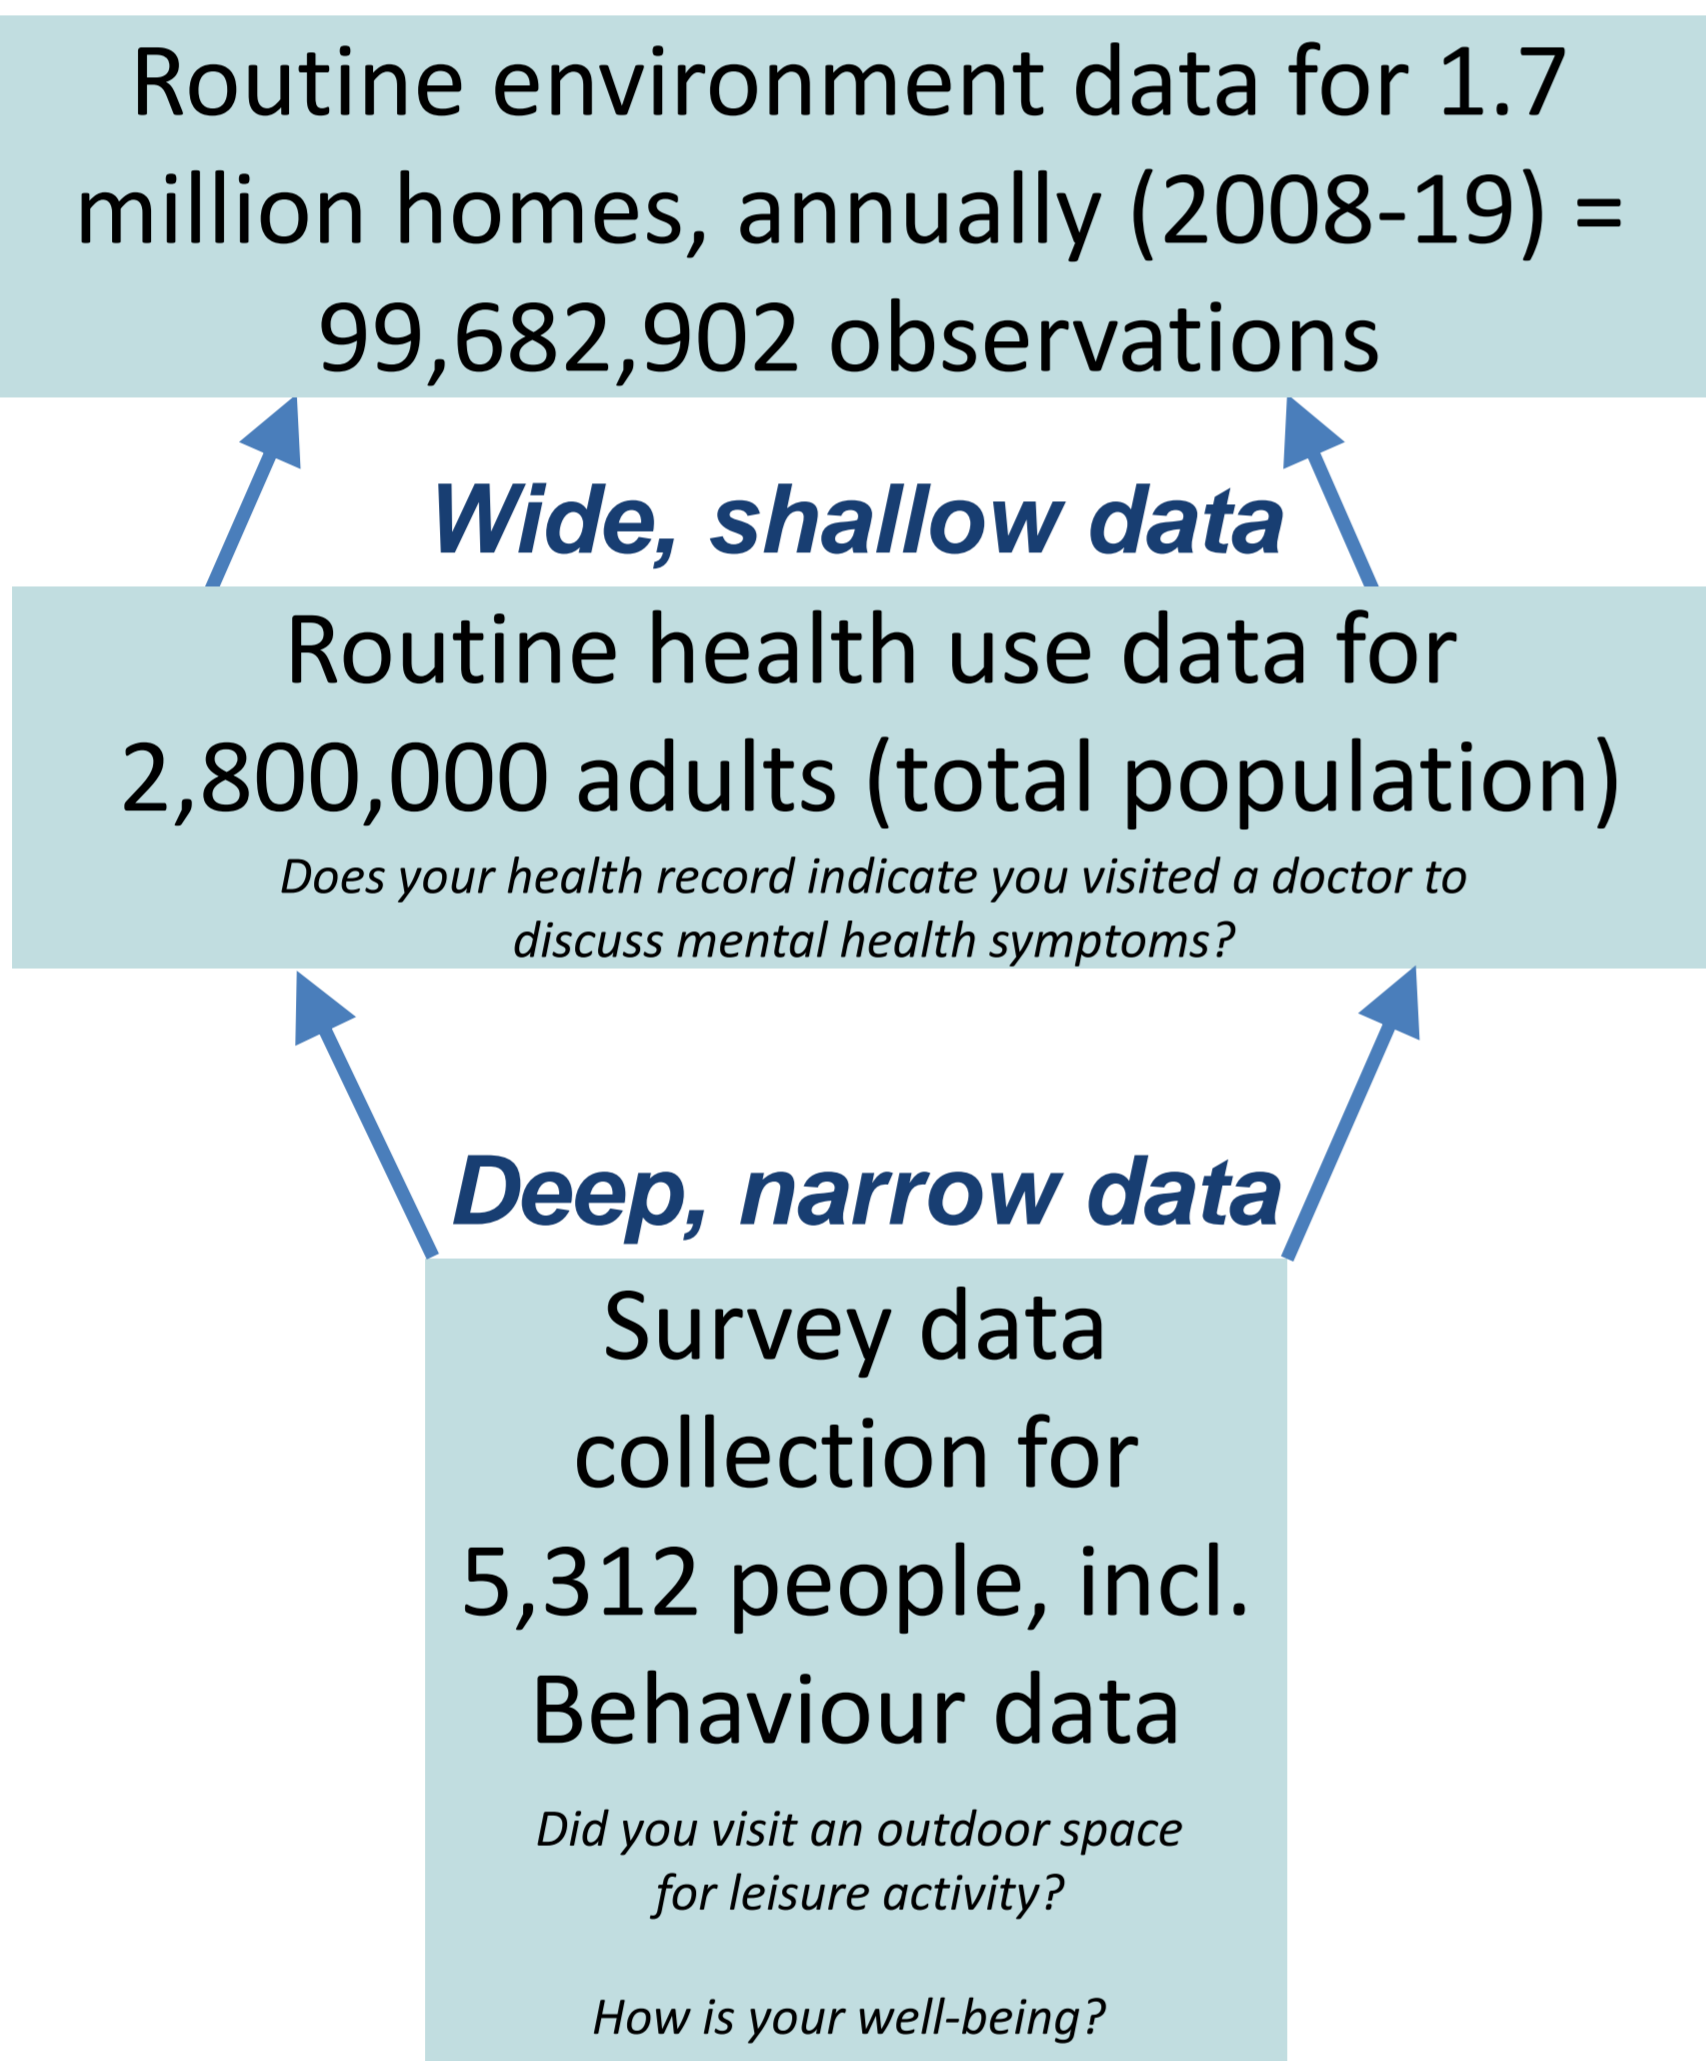 Routine environment data for 1.7
million homes, annually (2008-19) =
99,682,902 observations
Wide, shallow data
Routine health use data for
2,800,000 adults (total population)
Does your health record indicate you visited a doctor to
discuss mental health symptoms?
Deep, narrow data
Survey data
collection for
5,312 people, incl.
Behaviour data
Did you visit an outdoor space
for leisure activity?
How is your well-being?